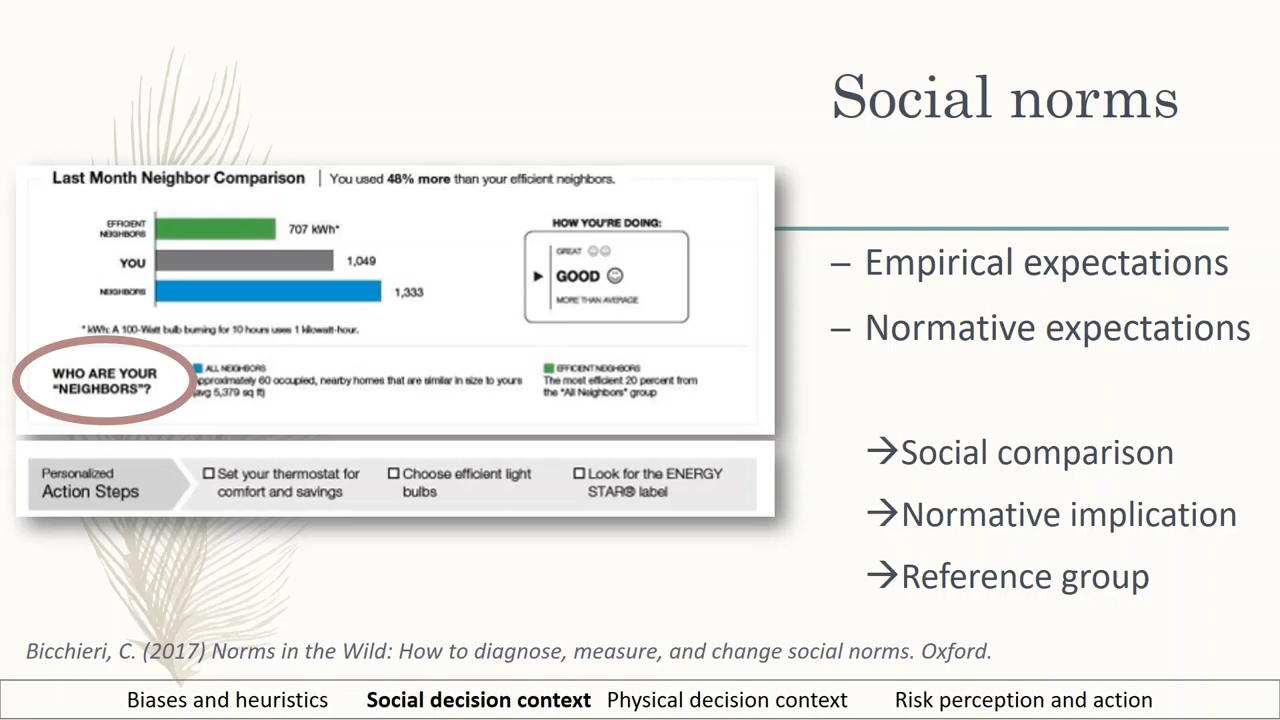 Social norms
Last Month Neighbor Comparison | You used 48% more than your efficient neighbors.
EFFICIENT
NEIGHBORS
707 kWh*
YOU
1,049
NEIGHBORS
1,333
HOW YOU'RE DOING:
GREAT
GOOD
MORE THAN AVERAGE
* kWh: A 100-Watt bulb burning for 10 hours uses 1 kilowatt-hour.
WHO ARE YOUR
"NEIGHBORS"?
ALL NEIGHBORS
approximately 60 occupied, nearby homes that are similar in size to yours
(avg 5,379 sq ft)
EFFICIENT NEIGHBORS
The most efficient 20 percent from
the "All Neighbors" group
Personalized
Action Steps
Set your thermostat for
comfort and savings
Choose efficient light
bulbs
Look for the ENERGY
STAR® label
– Empirical expectations
– Normative expectations
→Social comparison
→Normative implication
→Reference group
Bicchieri, C. (2017) Norms in the Wild: How to diagnose, measure, and change social norms. Oxford.
Biases and heuristics Social decision context Physical decision context Risk perception and action